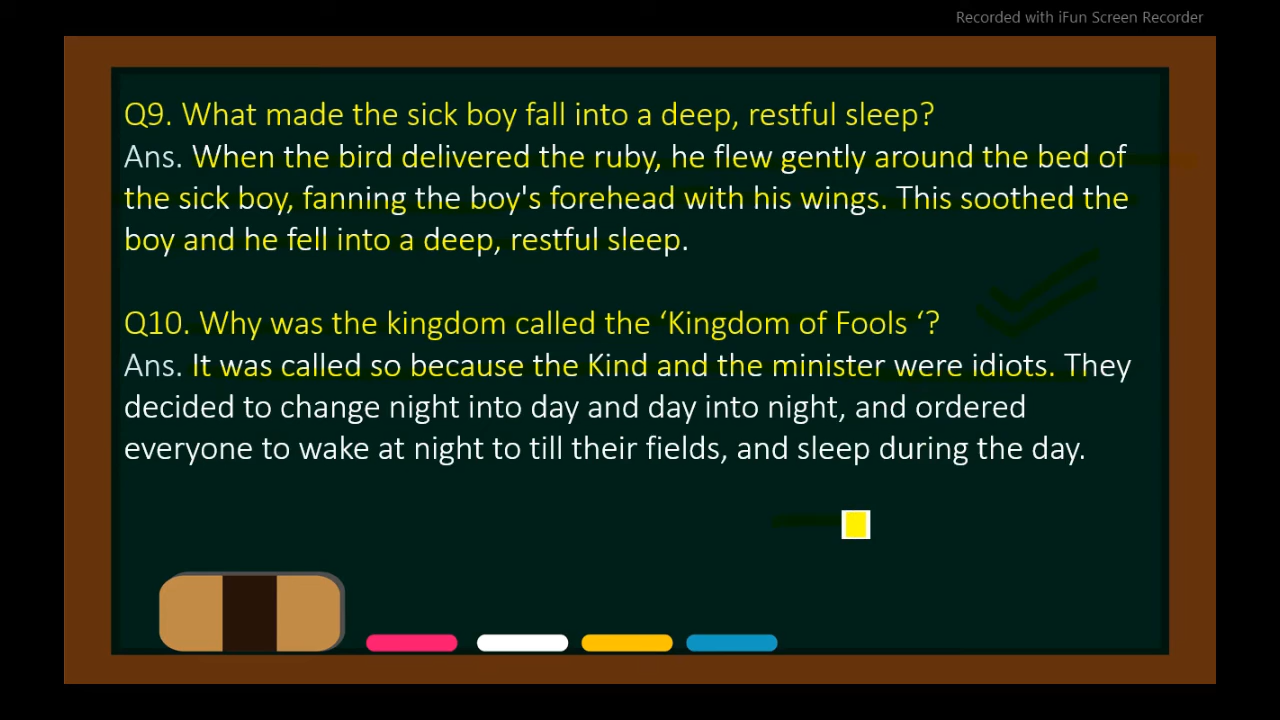 Recorded with iFun Screen Recorder
Q9. What made the sick boy fall into a deep, restful sleep?
Ans. When the bird delivered the ruby, he flew gently around the bed of
the sick boy, fanning the boy's forehead with his wings. This soothed the
boy and he fell into a deep, restful sleep.
Q10. Why was the kingdom called the ‘Kingdom of Fools ‘?
Ans. It was called so because the Kind and the minister were idiots. They
decided to change night into day and day into night, and ordered
everyone to wake at night to till their fields, and sleep during the day.